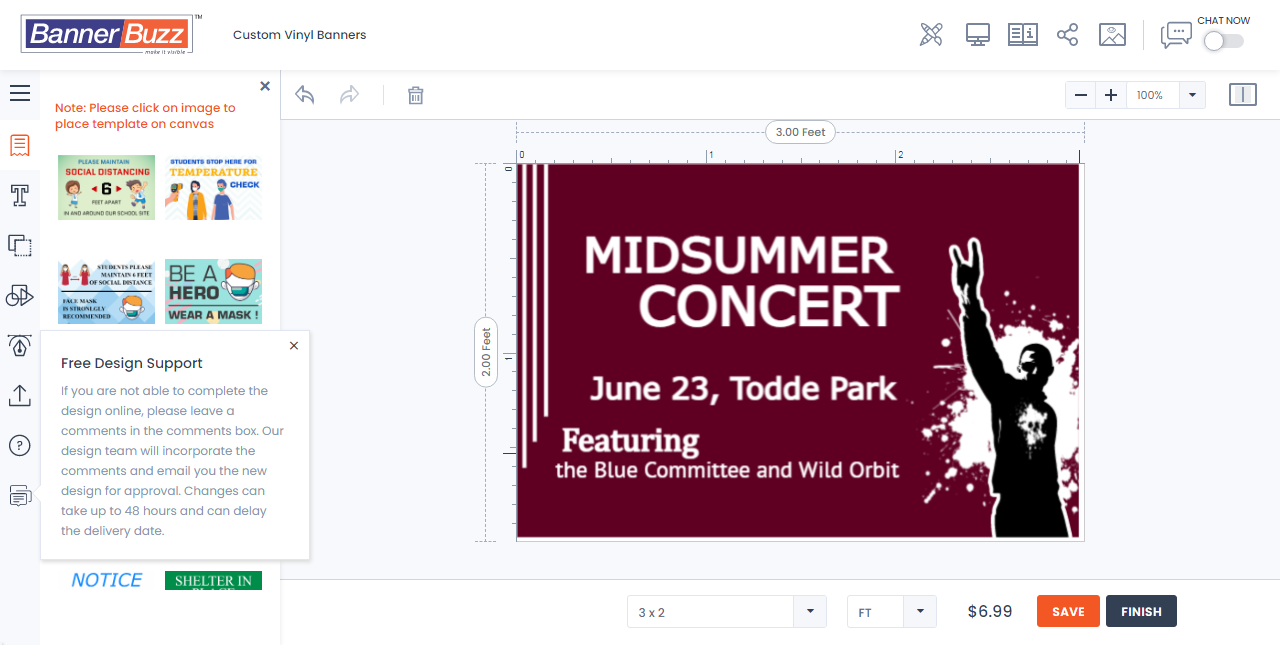 BannerBuzz™
make it visible
Custom Vinyl Banners
CHAT NOW
Note: Please click on image to
place template on canvas
100%
PLEASE MAINTAIN
SOCIAL DISTANCING
6
FEET APART
IN AND AROUND OUR SCHOOL SITE
STUDENTS STOP HERE FOR
TEMPERATURE
CHECK
STUDENTS PLEASE
MAINTAIN 6 FEET
OF SOCIAL DISTANCE
FACE MASK
IS STRONLGLY
RECOMMENDED
BE A
HERO
WEAR A MASK !
Free Design Support
If you are not able to complete the
design online, please leave a
comments in the comments box. Our
design team will incorporate the
comments and email you the new
design for approval. Changes can
take up to 48 hours and can delay
the delivery date.
NOTICE
SHELTER IN
PLACE
3.00 Feet
0 1 2
0
1
2.00 Feet
MIDSUMMER
CONCERT
June 23, Todde Park
Featuring
the Blue Committee and Wild Orbit
3 x 2
FT
$6.99
SAVE
FINISH